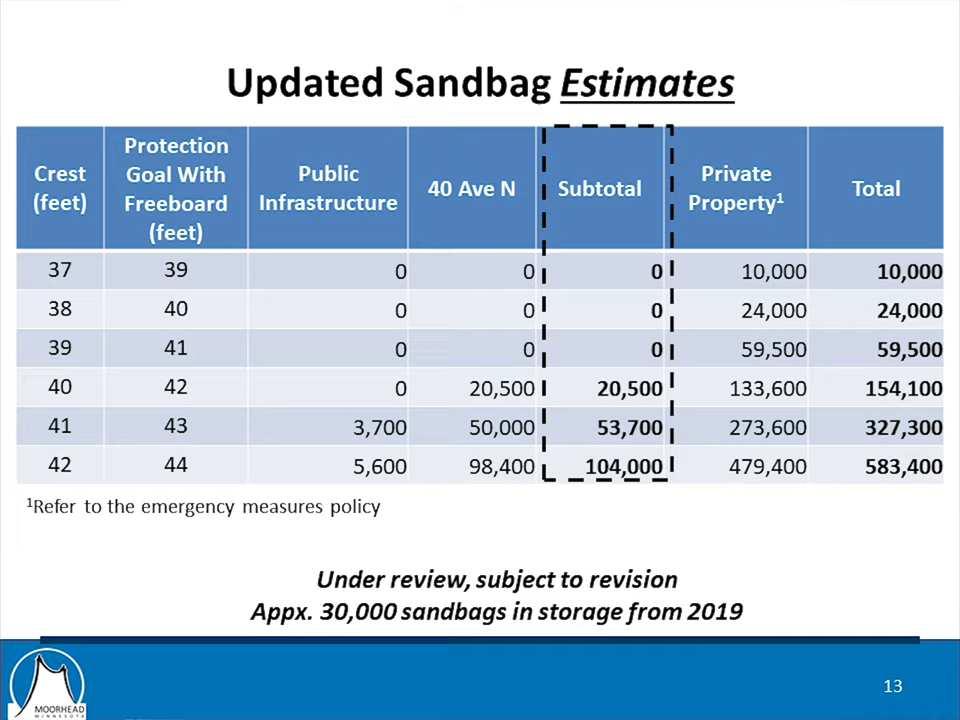 Updated Sandbag Estimates
Crest (feet) | Protection Goal With Freeboard (feet) | Public Infrastructure | 40 Ave N | Subtotal | Private Property¹ | Total
37 39 0 0 0 10,000 10,000
38 40 0 0 0 24,000 24,000
39 41 0 0 0 59,500 59,500
40 42 0 20,500 20,500 133,600 154,100
41 43 3,700 50,000 53,700 273,600 327,300
42 44 5,600 98,400 104,000 479,400 583,400
¹Refer to the emergency measures policy
Under review, subject to revision
Appx. 30,000 sandbags in storage from 2019
MOORHEAD
MINNESOTA
13